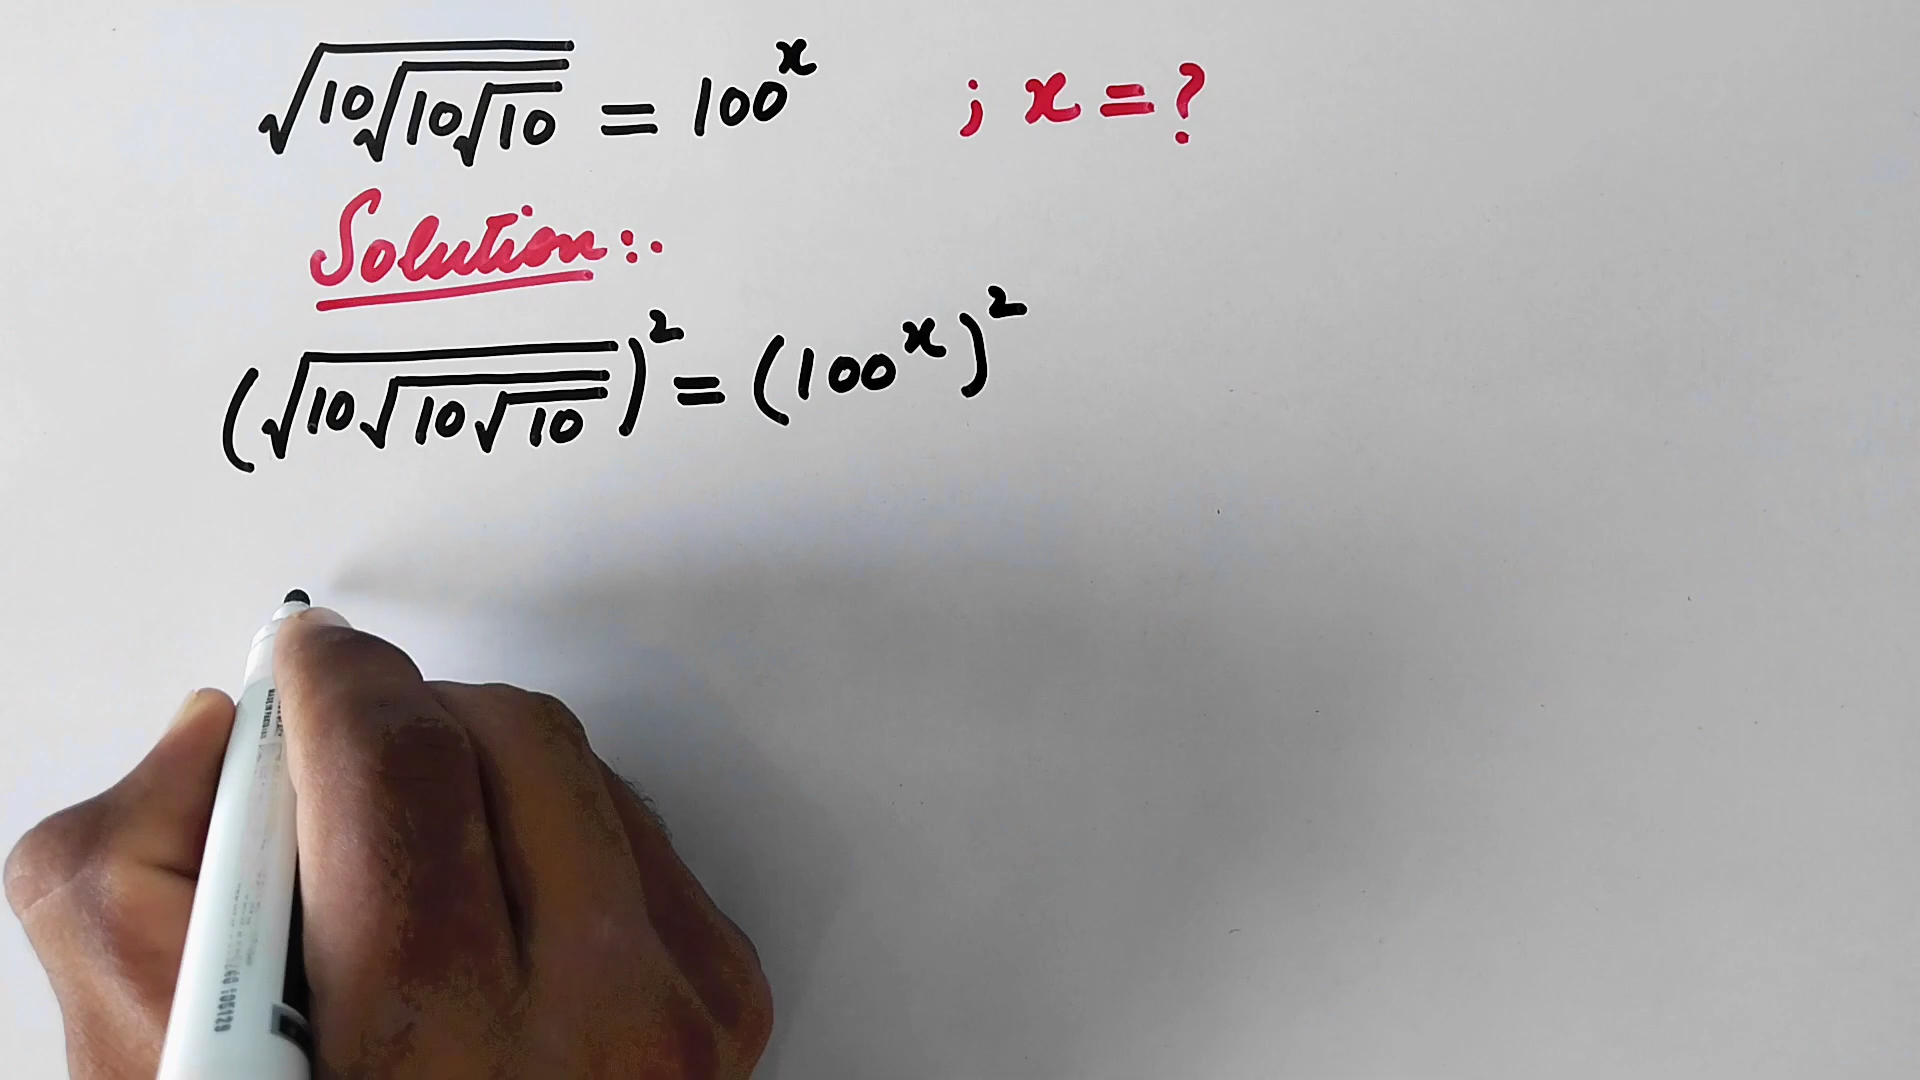 √10√10√10 = 100^x ; x = ?
Solution:.
(√10√10√10)^2 = (100^x)^2